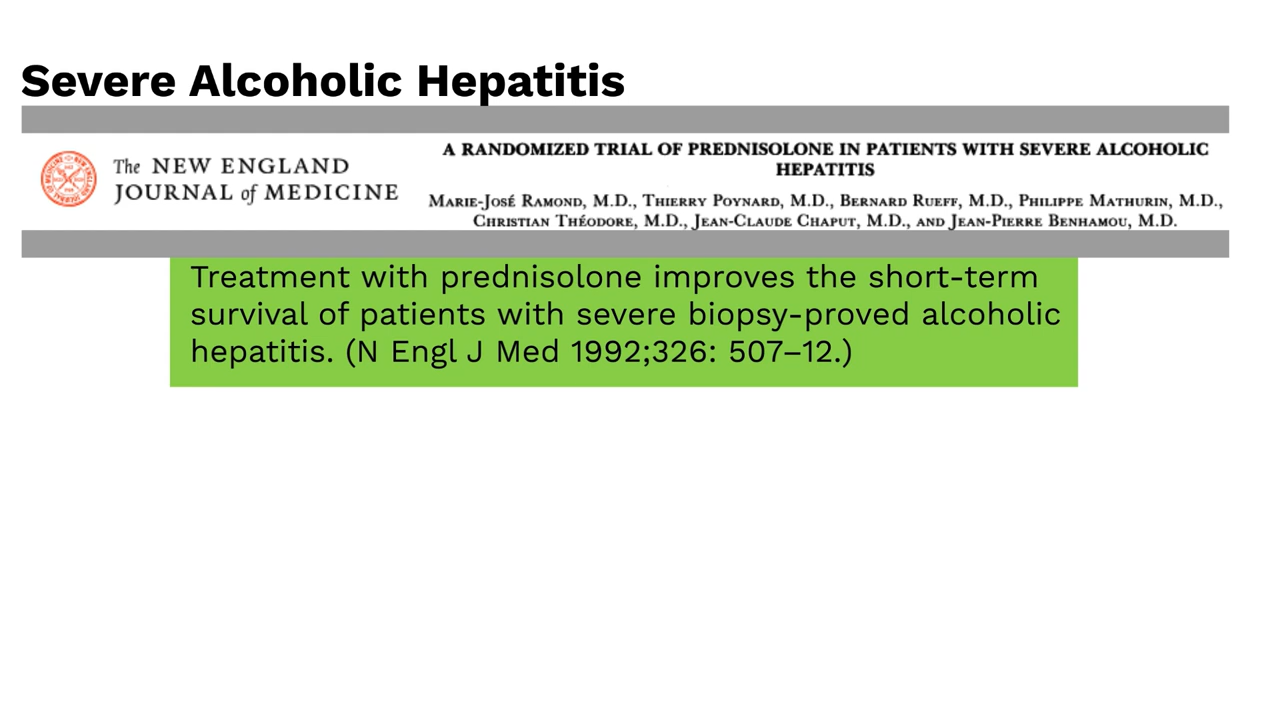 Severe Alcoholic Hepatitis
The NEW ENGLAND
JOURNAL of MEDICINE
A RANDOMIZED TRIAL OF PREDNISOLONE IN PATIENTS WITH SEVERE ALCOHOLIC
HEPATITIS
Marie-José Ramond, M.D., Thierry Poynard, M.D., Bernard Rueff, M.D., Philippe Mathurin, M.D.,
Christian Théodore, M.D., Jean-Claude Chaput, M.D., and Jean-Pierre Benhamou, M.D.
Treatment with prednisolone improves the short-term
survival of patients with severe biopsy-proved alcoholic
hepatitis. (N Engl J Med 1992;326: 507–12.)